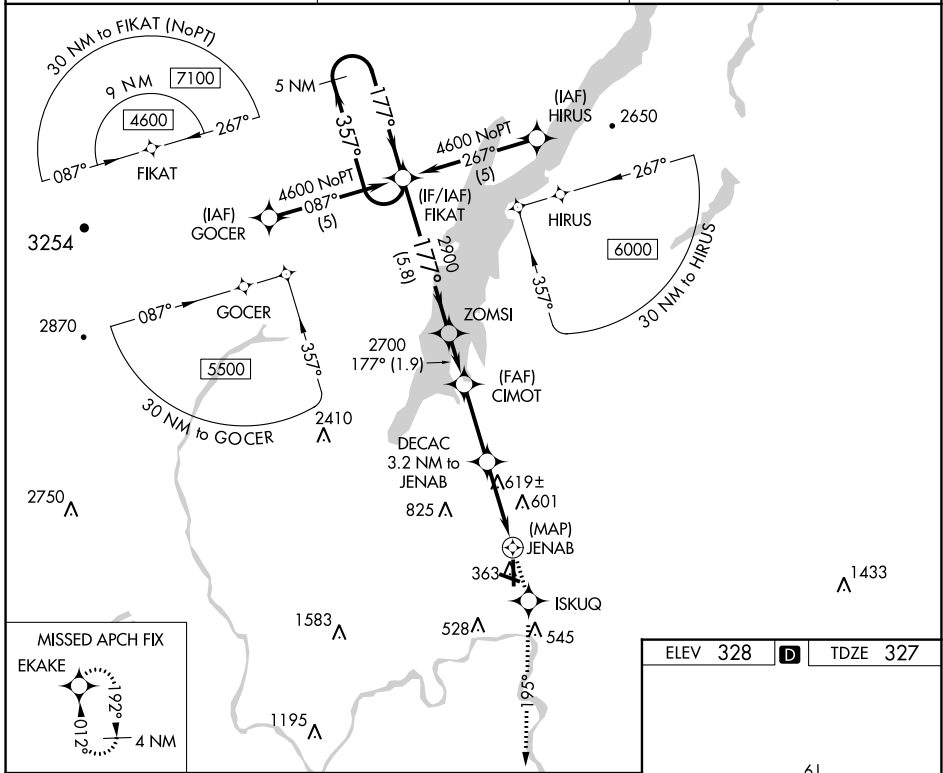 30 NM to FIKAT (NoPT)
7100
9 NM
4600
087°
267°
FIKAT
5 NM
177°
357°
(IAF)
HIRUS
2650
4600 NoPT
267°
(5)
4600 NoPT
087°
(5)
(IF/IAF)
FIKAT
(IAF)
GOCER
3254
267°
HIRUS
6000
357°
30 NM to HIRUS
2900
177°
(5.8)
087°
GOCER
2870
5500
357°
30 NM to GOCER
ZOMSI
2700
177° (1.9)
(FAF)
CIMOT
2410
DECAC
3.2 NM to
JENAB
619±
601
2750
825
(MAP)
JENAB
363
1433
ISKUQ
1583
528
545
MISSED APCH FIX
EKAKE
192°
012°
4 NM
195°
1195
ELEV 328 D TDZE 327